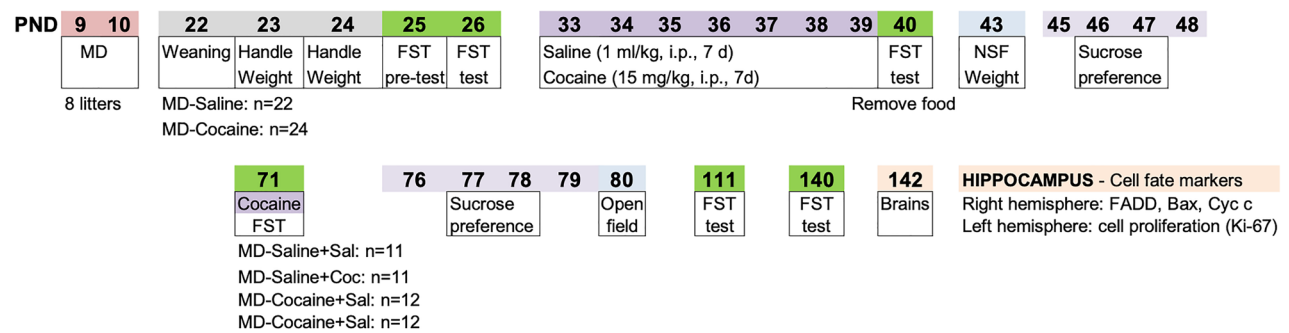 PND 9 10 22 23 24 25 26 33 34 35 36 37 38 39 40 43 45 46 47 48
MD Weaning Handle Handle FST FST Saline (1 ml/kg, i.p., 7 d) FST NSF Sucrose
Weight Weight pre-test test Cocaine (15 mg/kg, i.p., 7d) test Weight preference
8 litters MD-Saline: n=22 Remove food
MD-Cocaine: n=24
71 76 77 78 79 80 111 140 142 HIPPOCAMPUS - Cell fate markers
Cocaine Sucrose Open FST FST Brains Right hemisphere: FADD, Bax, Cyc c
FST preference field test test Left hemisphere: cell proliferation (Ki-67)
MD-Saline+Sal: n=11
MD-Saline+Coc: n=11
MD-Cocaine+Sal: n=12
MD-Cocaine+Sal: n=12